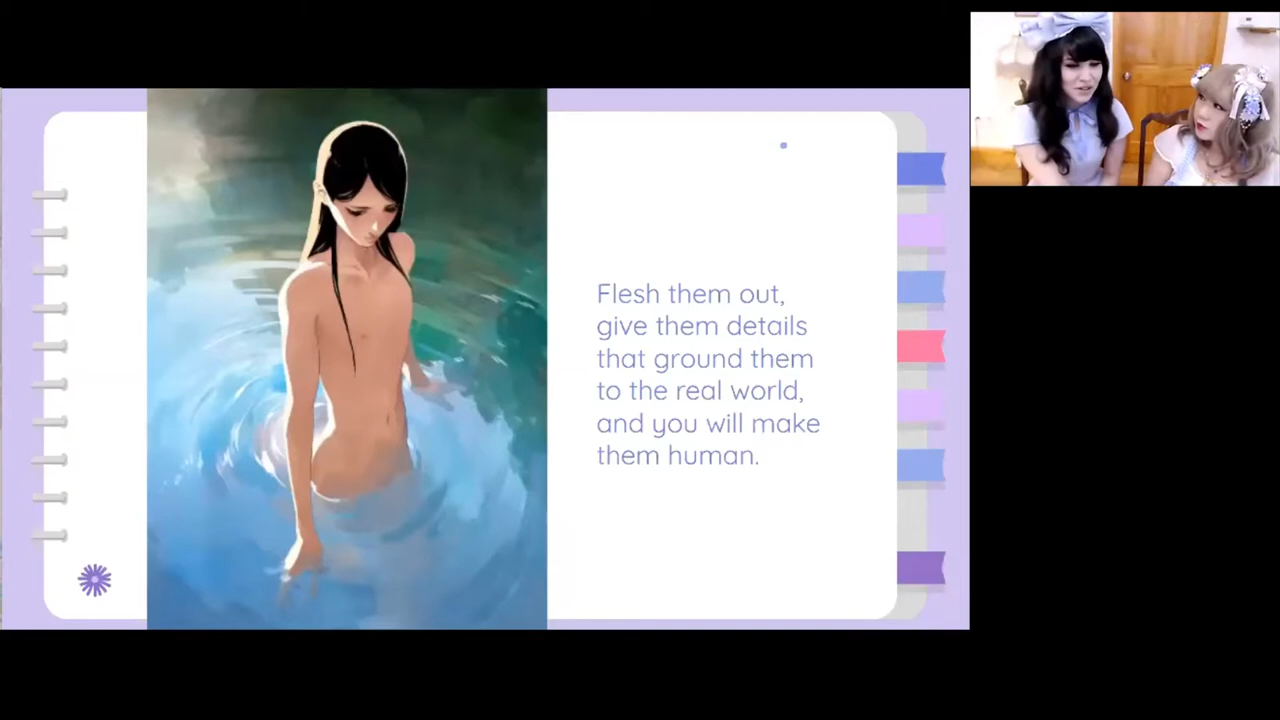 Flesh them out,
give them details
that ground them
to the real world,
and you will make
them human.